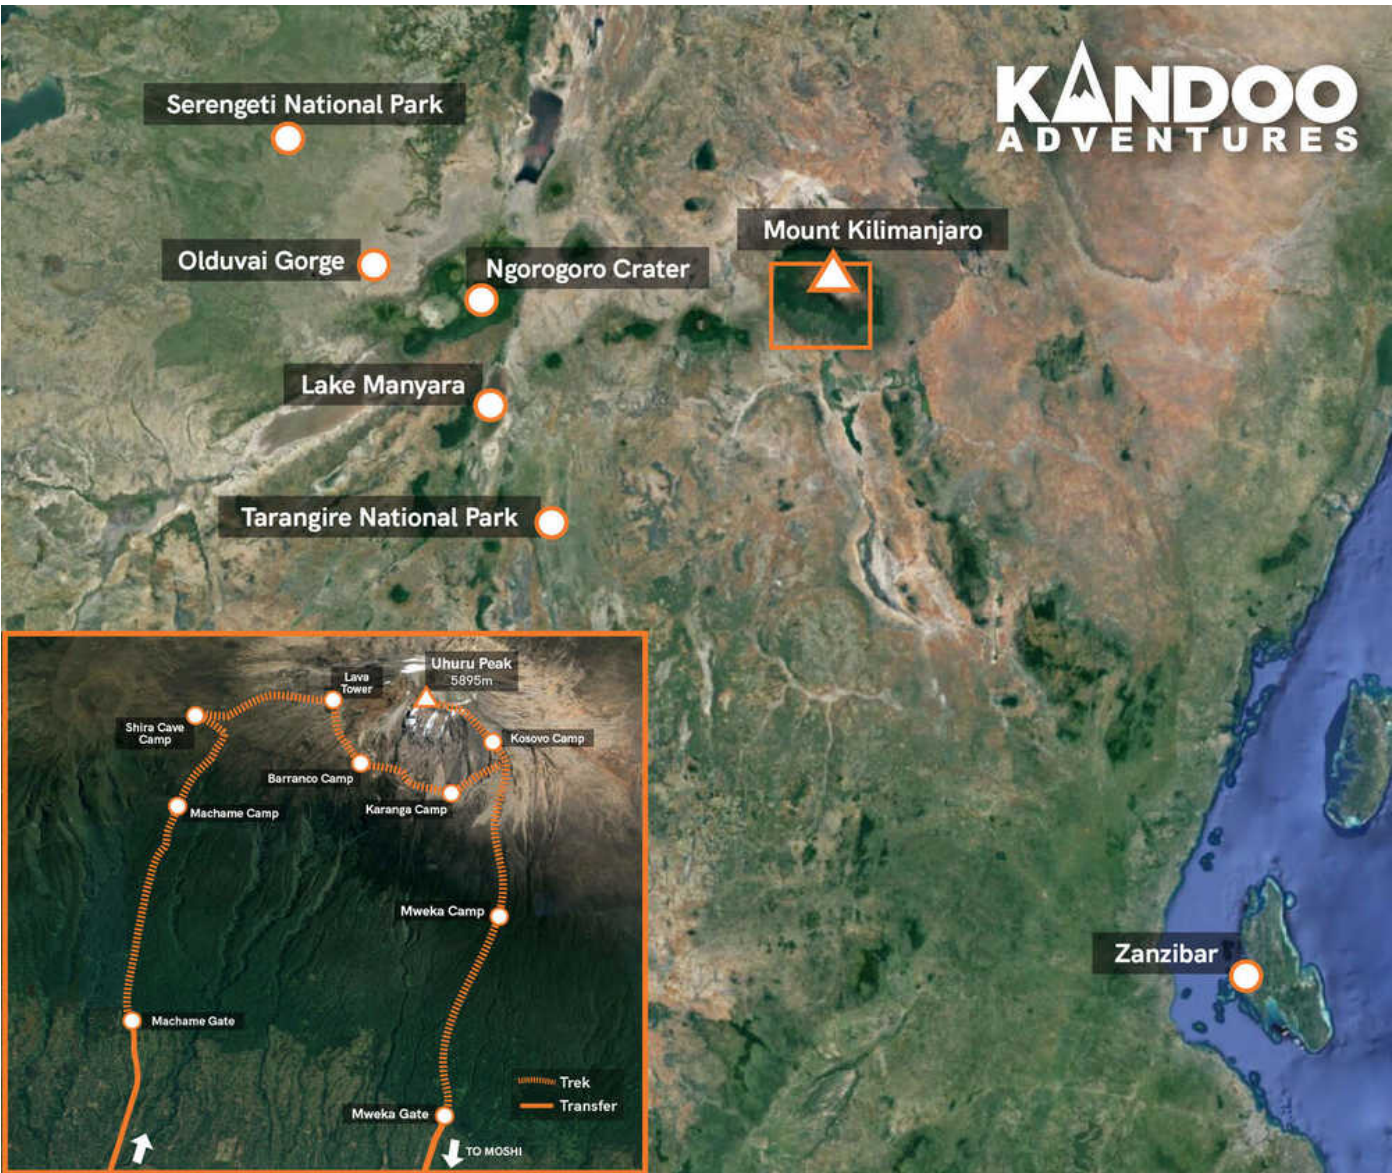 KANDOO
ADVENTURES
Serengeti National Park
Mount Kilimanjaro
Olduvai Gorge
Ngorogoro Crater
Lake Manyara
Tarangire National Park
Zanzibar
Uhuru Peak
5895m
Lava
Tower
Shira Cave
Camp
Kosovo Camp
Barranco Camp
Karanga Camp
Machame Camp
Mweka Camp
Machame Gate
Mweka Gate
Trek
Transfer
TO MOSHI